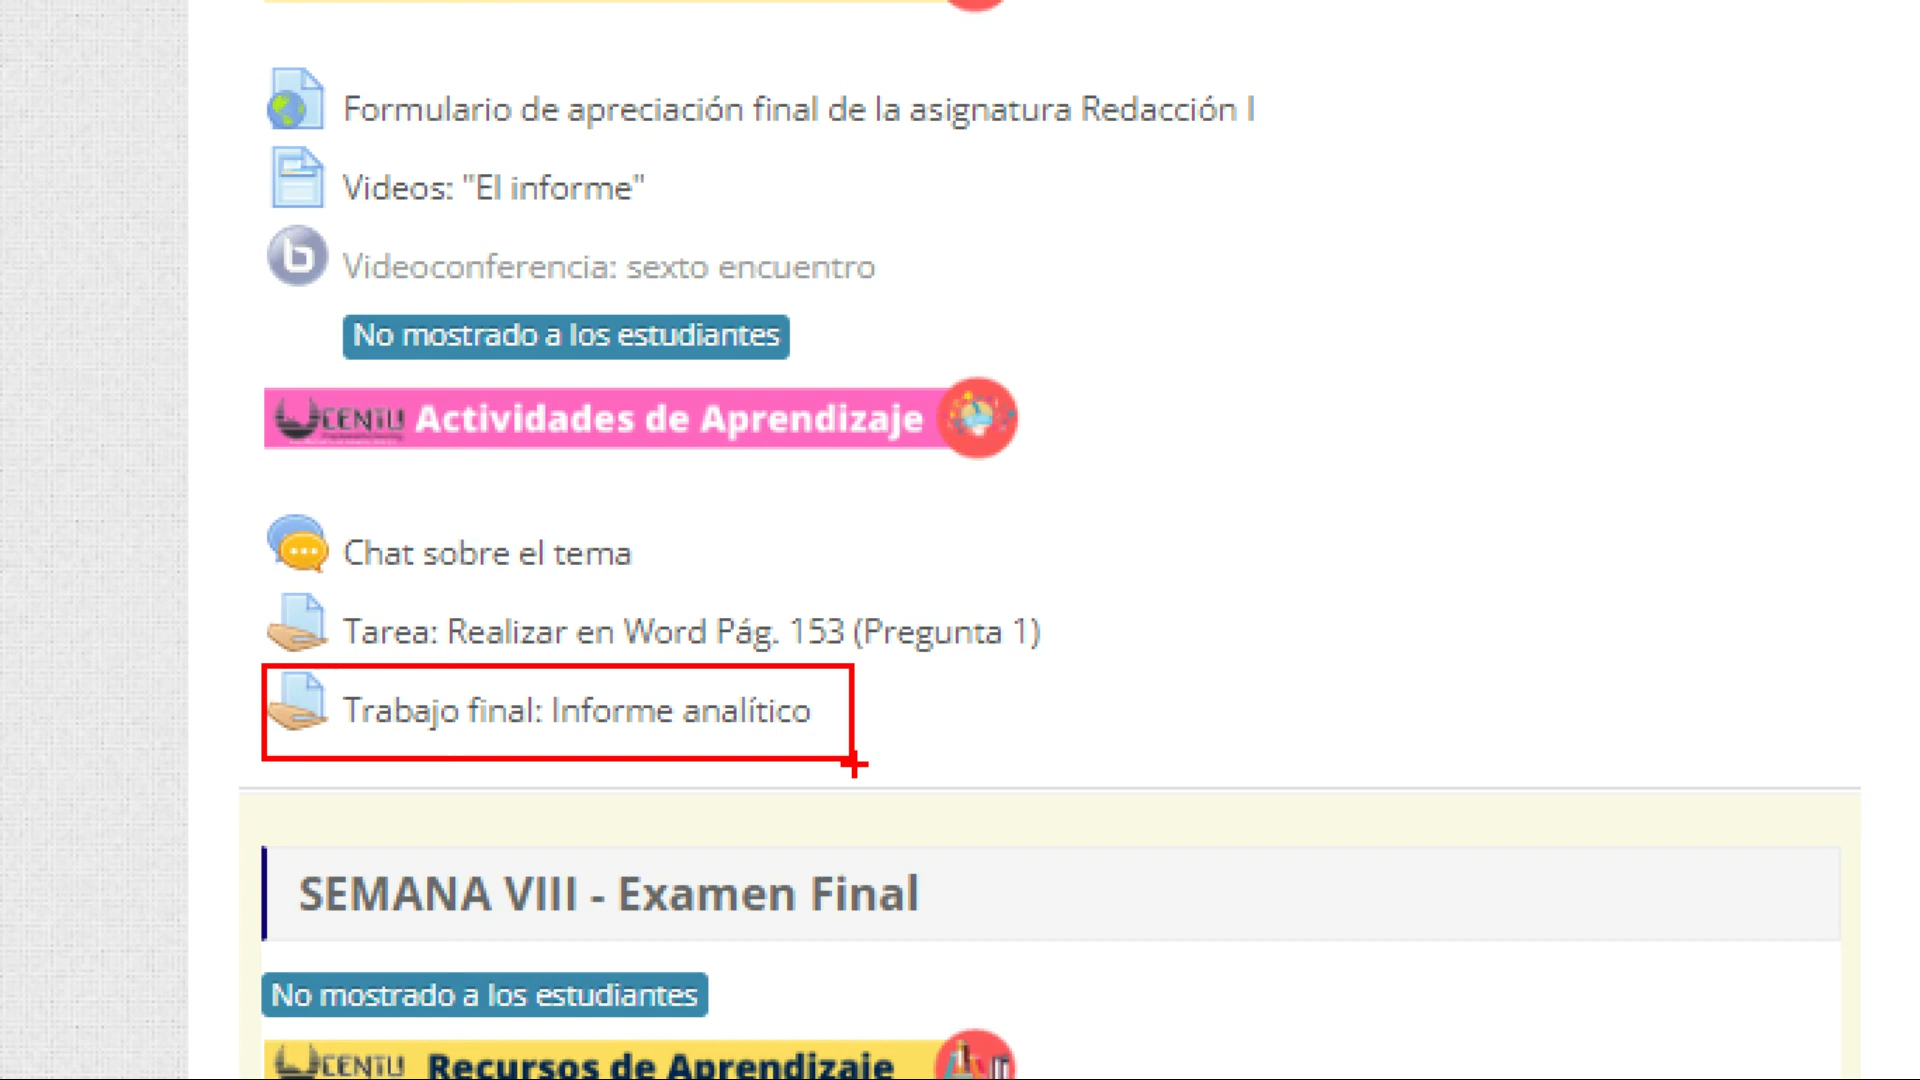 Formulario de apreciación final de la asignatura Redacción I
Videos: "El informe"
Videoconferencia: sexto encuentro
No mostrado a los estudiantes
UCENTU Actividades de Aprendizaje
Chat sobre el tema
Tarea: Realizar en Word Pág. 153 (Pregunta 1)
Trabajo final: Informe analítico
SEMANA VIII - Examen Final
No mostrado a los estudiantes
UCENTU Recursos de Aprendizaje